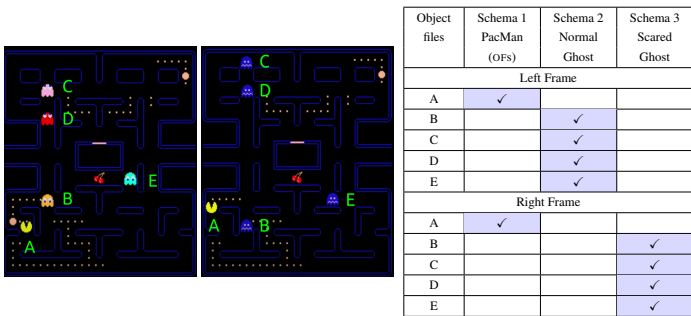 C
D
B
E
A
C
D
E
A
B
Object files Schema 1 PacMan (OFs) Schema 2 Normal Ghost Schema 3 Scared Ghost
Left Frame
A ✓
B ✓
C ✓
D ✓
E ✓
Right Frame
A ✓
B ✓
C ✓
D ✓
E ✓